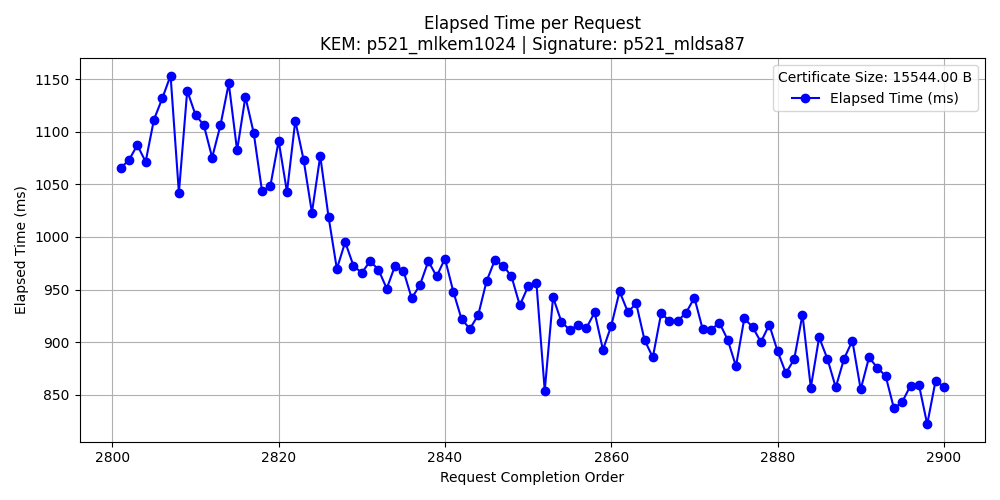 Elapsed Time per Request
KEM: p521_mlkem1024 | Signature: p521_mldsa87
Certificate Size: 15544.00 B
Elapsed Time (ms)
Elapsed Time (ms)
1150
1100
1050
1000
950
900
850
2800 2820 2840 2860 2880 2900
Request Completion Order